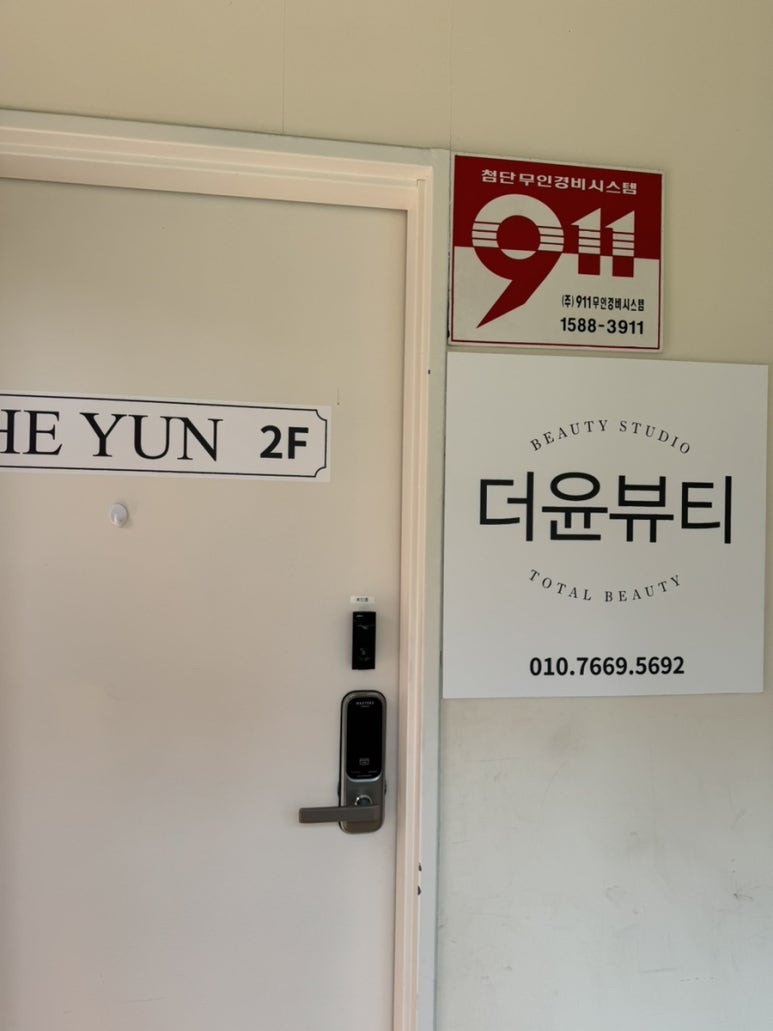 첨단무인경비시스템
911
(주)911무인경비시스템
1588-3911
HE YUN 2F
BEAUTY STUDIO
더윤뷰티
TOTAL BEAUTY
010.7669.5692